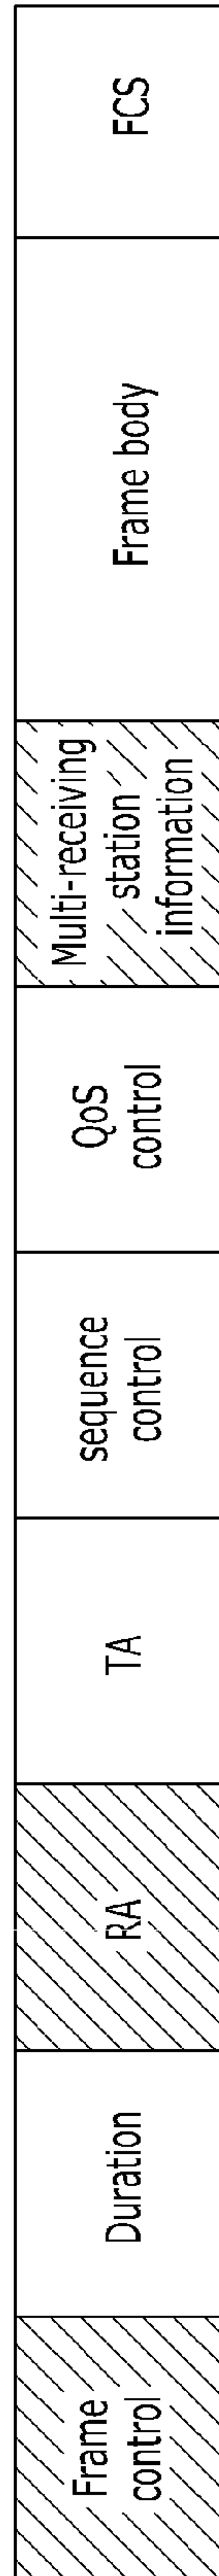 Frame
control
Duration
RA
TA
sequence
control
QoS
control
Multi-receiving
station
information
Frame body
FCS